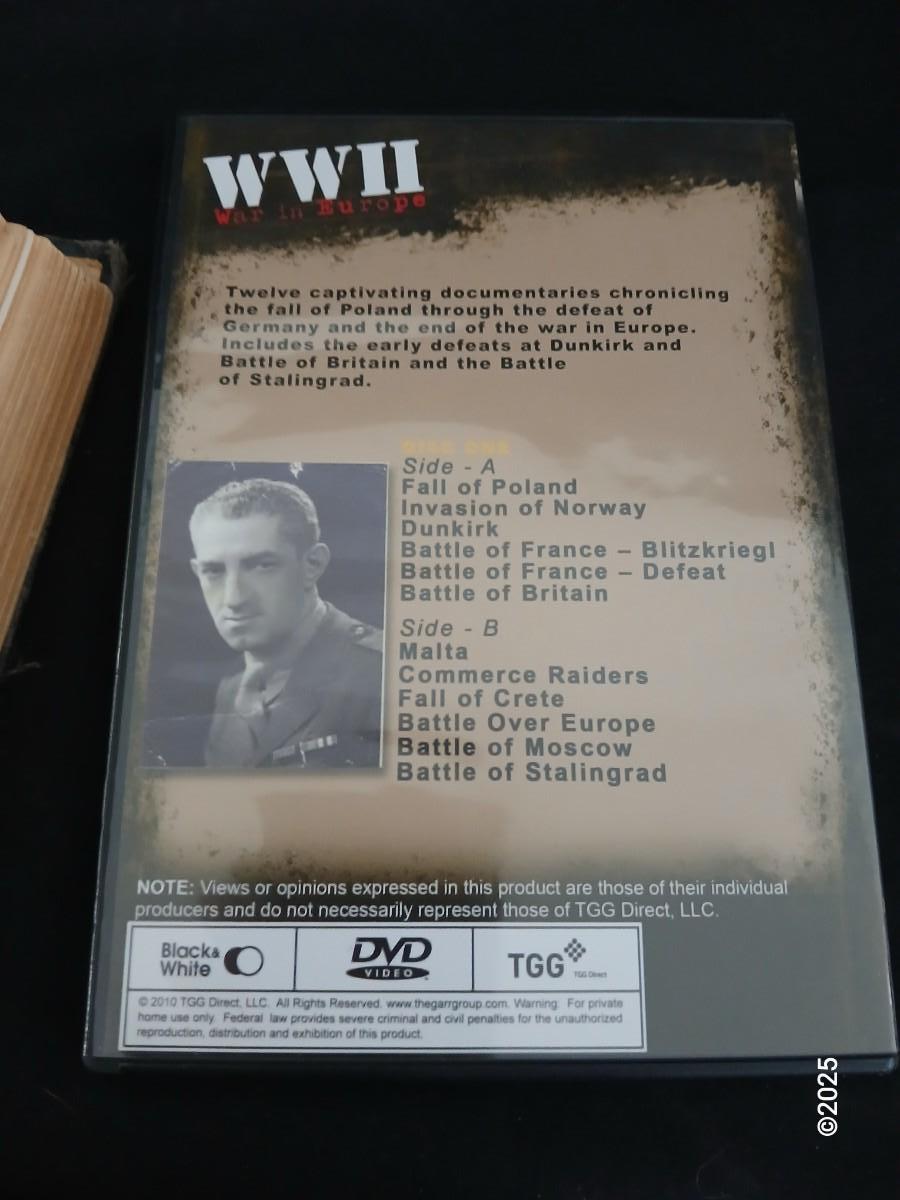 WWII
War in Europe
Twelve captivating documentaries chronicling
the fall of Poland through the defeat of
Germany and the end of the war in Europe.
Includes the early defeats at Dunkirk and
Battle of Britain and the Battle
of Stalingrad.
DISC ONE
Side - A
Fall of Poland
Invasion of Norway
Dunkirk
Battle of France – Blitzkriegl
Battle of France – Defeat
Battle of Britain
Side - B
Malta
Commerce Raiders
Fall of Crete
Battle Over Europe
Battle of Moscow
Battle of Stalingrad
NOTE: Views or opinions expressed in this product are those of their individual
producers and do not necessarily represent those of TGG Direct, LLC.
Black&
White
DVD
VIDEO
TGG
TGG Direct
© 2010 TGG Direct, LLC. All Rights Reserved. www.thegarrgroup.com. Warning: For private
home use only. Federal law provides severe criminal and civil penalties for the unauthorized
reproduction, distribution and exhibition of this product.
©2025